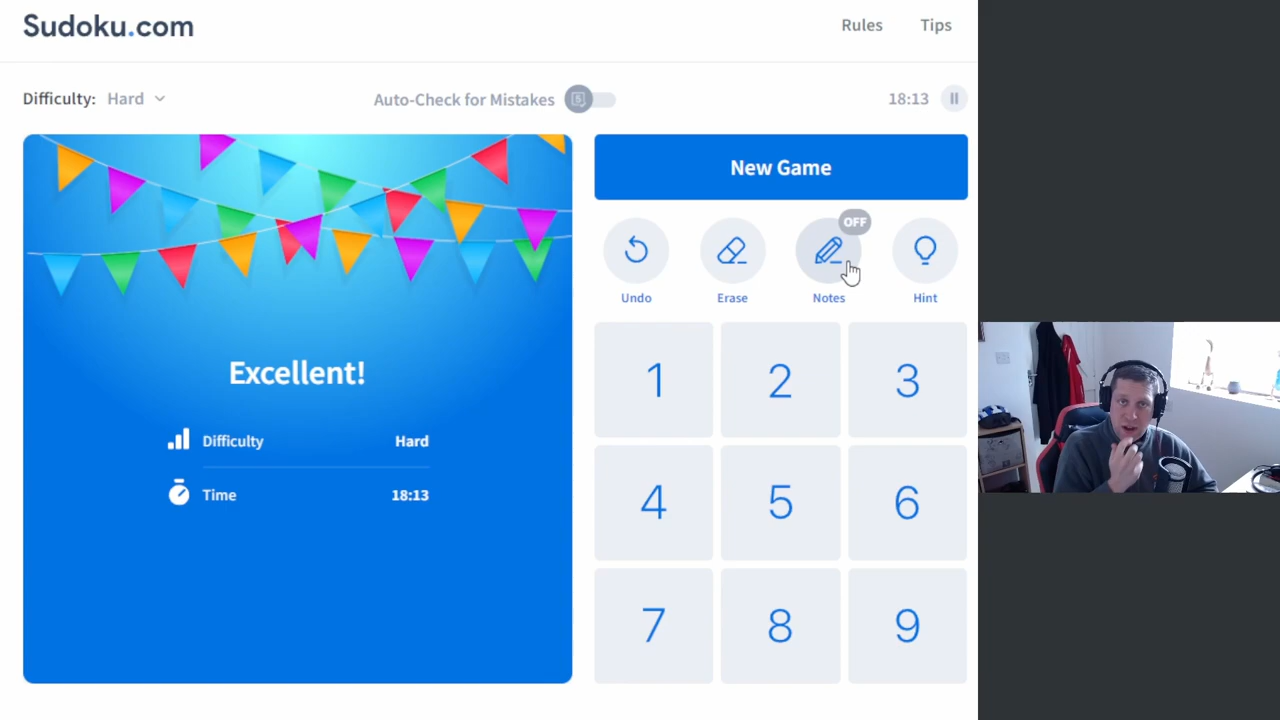 Sudoku.com
Rules Tips
Difficulty: Hard
Auto-Check for Mistakes
18:13
New Game
OFF
Undo Erase Notes Hint
Excellent!
Difficulty Hard
Time 18:13
1 2 3
4 5 6
7 8 9